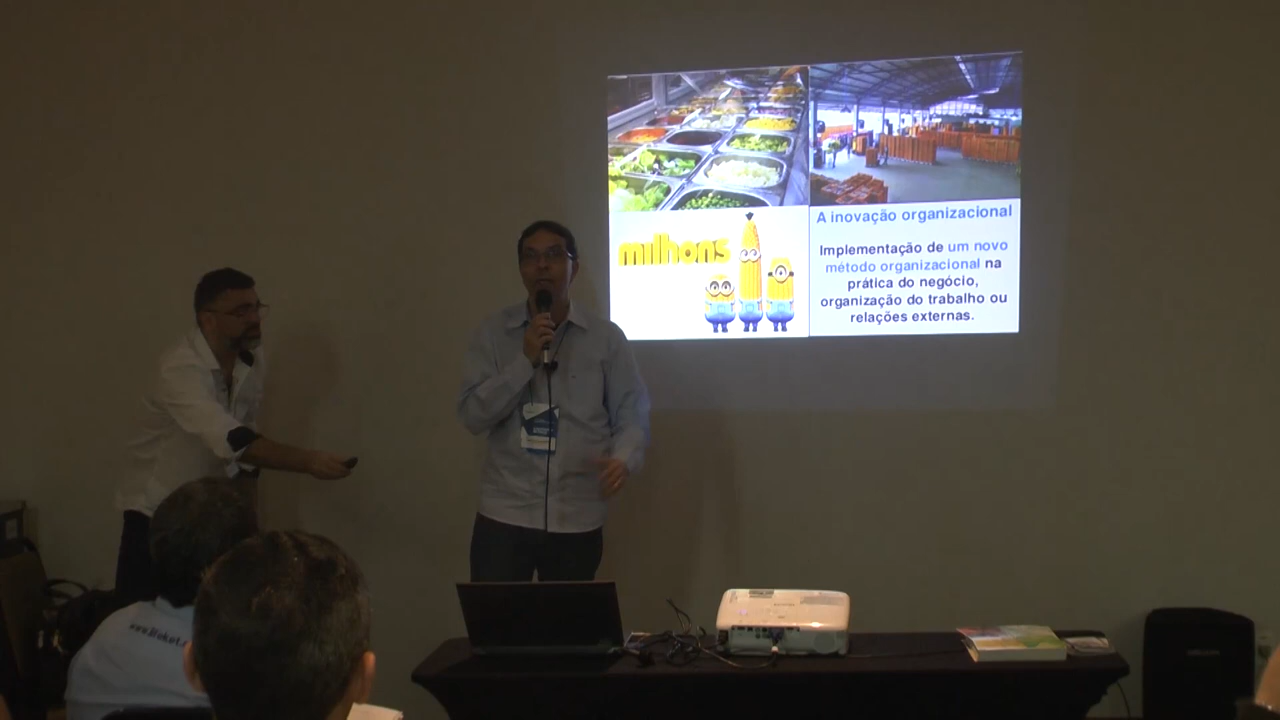 milhons
A inovação organizacional
Implementação de um novo
método organizacional na
prática do negócio,
organização do trabalho ou
relações externas.